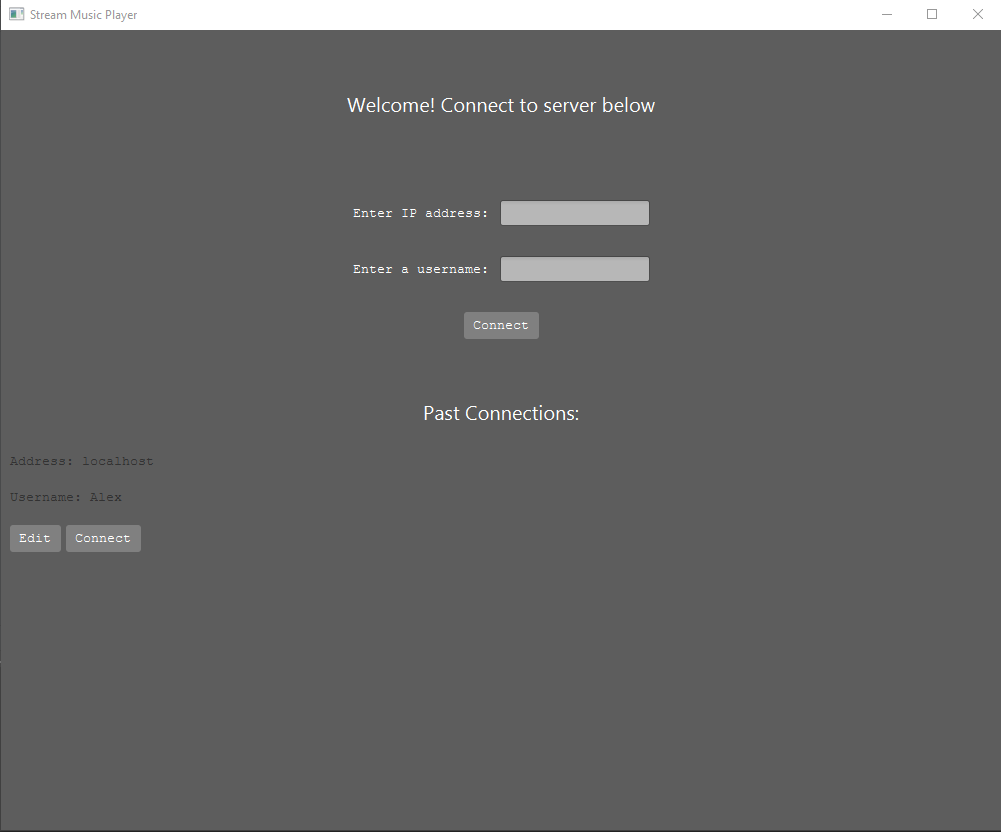 Stream Music Player
Welcome! Connect to server below
Enter IP address:
Enter a username:
Connect
Past Connections:
Address: localhost
Username: Alex
Edit Connect